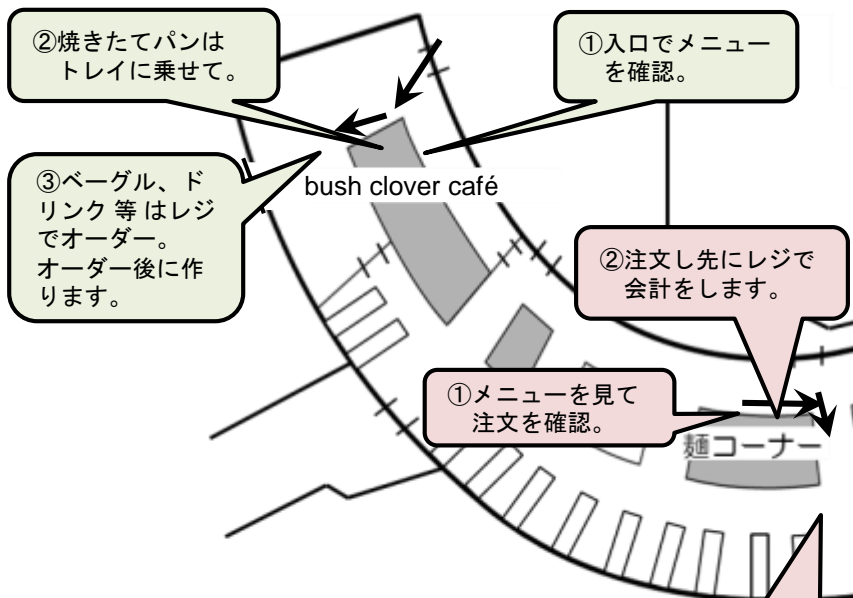 ②焼きたてパンは
トレイに乗せて。
①入口でメニュー
を確認。
③ベーグル、ド
リンク 等 はレジ
でオーダー。
オーダー後に作
ります。
bush clover café
②注文し先にレジで
会計をします。
①メニューを見て
注文を確認。
麺コーナー